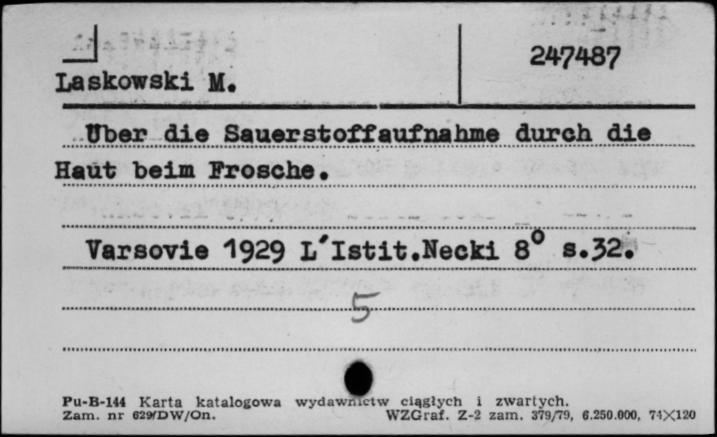 247487
Laskowski M.
Über die Sauerstoffaufnahme durch die
Haut beim Frosche.
Varsovie 1929 L'Istit.Necki 8° s.32.
5
Pu-B-144 Karta katalogowa wydawnictw ciągłych i zwartych.
Zam. nr 629/DW/On. WZGraf. Z-2 zam. 379/79, 6.250.000, 74×120